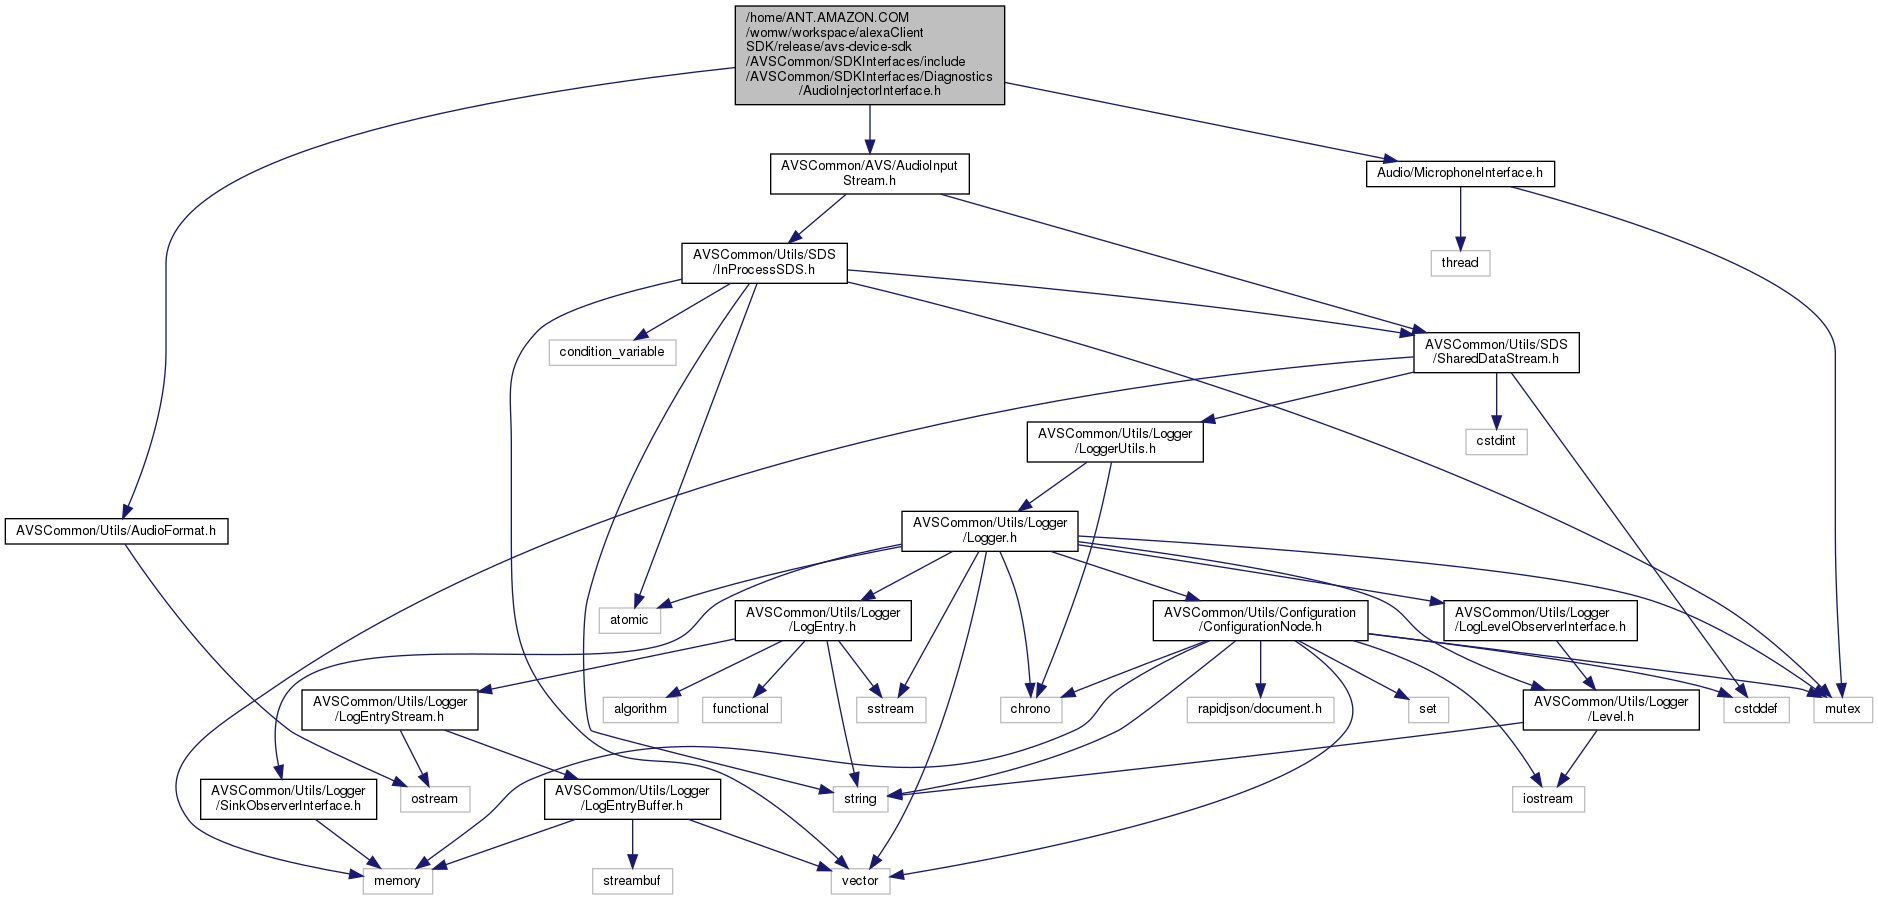 /home/ANT.AMAZON.COM
/womw/workspace/alexaClient
SDK/release/avs-device-sdk
/AVSCommon/SDKInterfaces/include
/AVSCommon/SDKInterfaces/Diagnostics
/AudioInjectorInterface.h
AVSCommon/AVS/AudioInput
Stream.h
Audio/MicrophoneInterface.h
AVSCommon/Utils/SDS
/InProcessSDS.h
thread
condition_variable
AVSCommon/Utils/SDS
/SharedDataStream.h
AVSCommon/Utils/Logger
/LoggerUtils.h
cstdint
AVSCommon/Utils/AudioFormat.h
AVSCommon/Utils/Logger
/Logger.h
atomic
AVSCommon/Utils/Logger
/LogEntry.h
AVSCommon/Utils/Configuration
/ConfigurationNode.h
AVSCommon/Utils/Logger
/LogLevelObserverInterface.h
AVSCommon/Utils/Logger
/LogEntryStream.h
algorithm
functional
sstream
chrono
rapidjson/document.h
set
AVSCommon/Utils/Logger
/Level.h
cstddef
mutex
AVSCommon/Utils/Logger
/SinkObserverInterface.h
ostream
AVSCommon/Utils/Logger
/LogEntryBuffer.h
string
iostream
memory
streambuf
vector